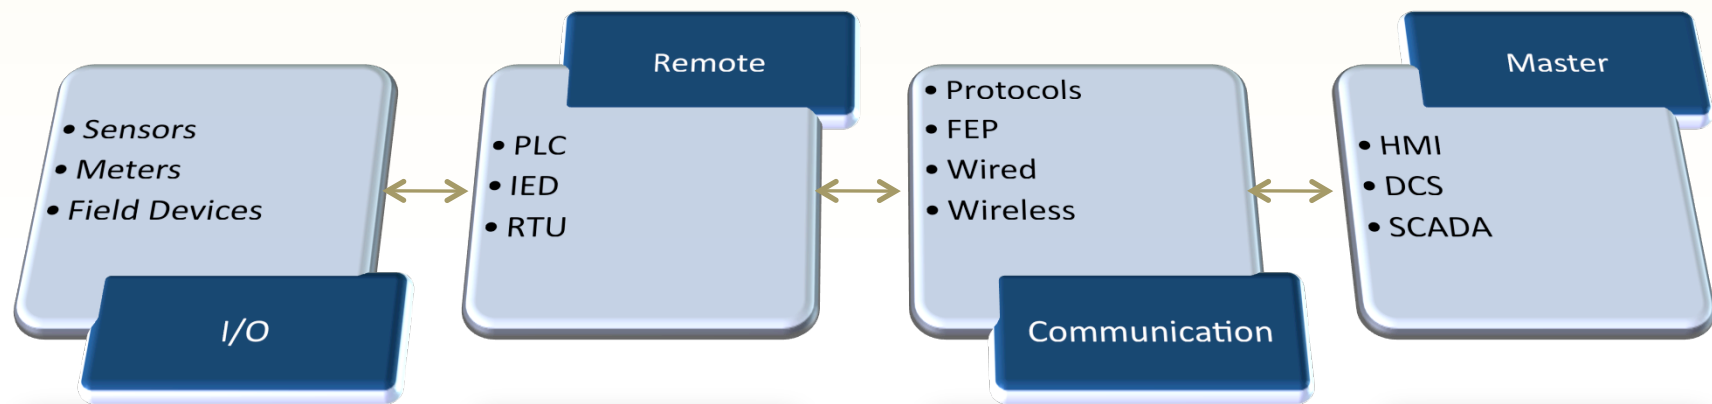 • Sensors
• Meters
• Field Devices
I/O
Remote
• PLC
• IED
• RTU
• Protocols
• FEP
• Wired
• Wireless
Communication
Master
• HMI
• DCS
• SCADA